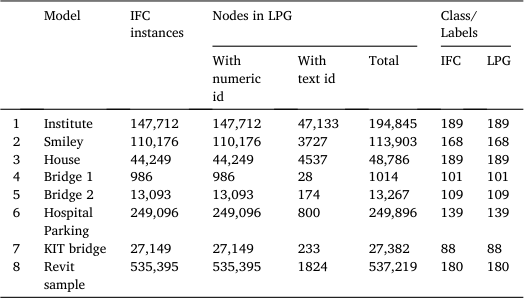 Model IFC instances Nodes in LPG Class/ Labels
With numeric id With text id Total IFC LPG
1 Institute 147,712 147,712 47,133 194,845 189 189
2 Smiley 110,176 110,176 3727 113,903 168 168
3 House 44,249 44,249 4537 48,786 189 189
4 Bridge 1 986 986 28 1014 101 101
5 Bridge 2 13,093 13,093 174 13,267 109 109
6 Hospital Parking 249,096 249,096 800 249,896 139 139
7 KIT bridge 27,149 27,149 233 27,382 88 88
8 Revit sample 535,395 535,395 1824 537,219 180 180